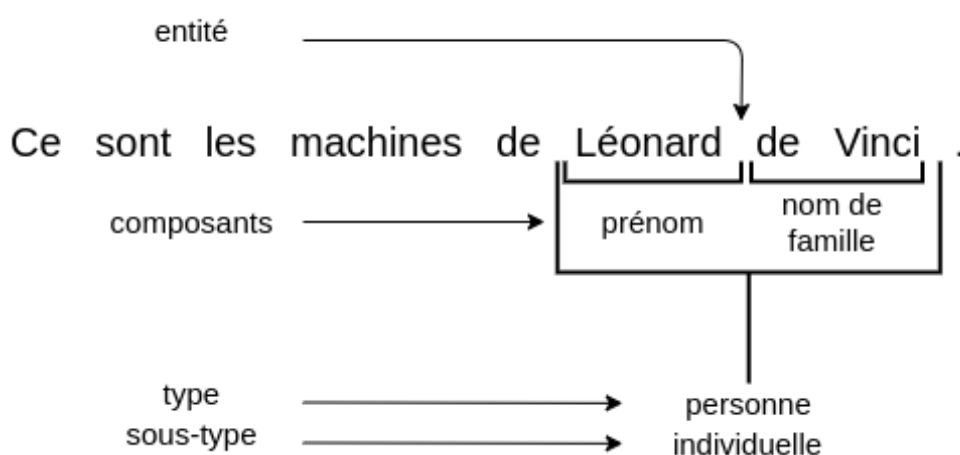 entité
Ce sont les machines de Léonard de Vinci .
composants
prénom
nom de
famille
type
personne
sous-type
individuelle